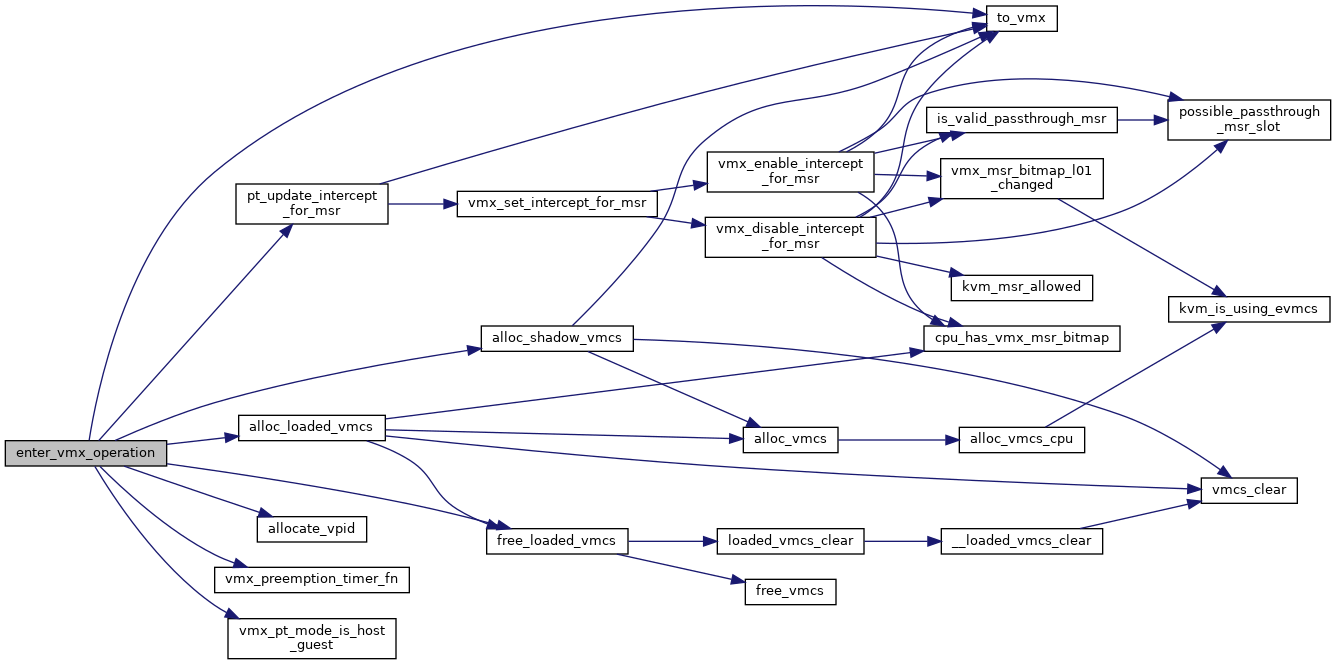 to_vmx
possible_passthrough
_msr_slot
is_valid_passthrough_msr
vmx_enable_intercept
_for_msr
vmx_msr_bitmap_l01
_changed
pt_update_intercept
_for_msr
vmx_set_intercept_for_msr
vmx_disable_intercept
_for_msr
kvm_msr_allowed
kvm_is_using_evmcs
alloc_shadow_vmcs
cpu_has_vmx_msr_bitmap
alloc_loaded_vmcs
alloc_vmcs
alloc_vmcs_cpu
enter_vmx_operation
vmcs_clear
allocate_vpid
free_loaded_vmcs
loaded_vmcs_clear
__loaded_vmcs_clear
vmx_preemption_timer_fn
free_vmcs
vmx_pt_mode_is_host
_guest